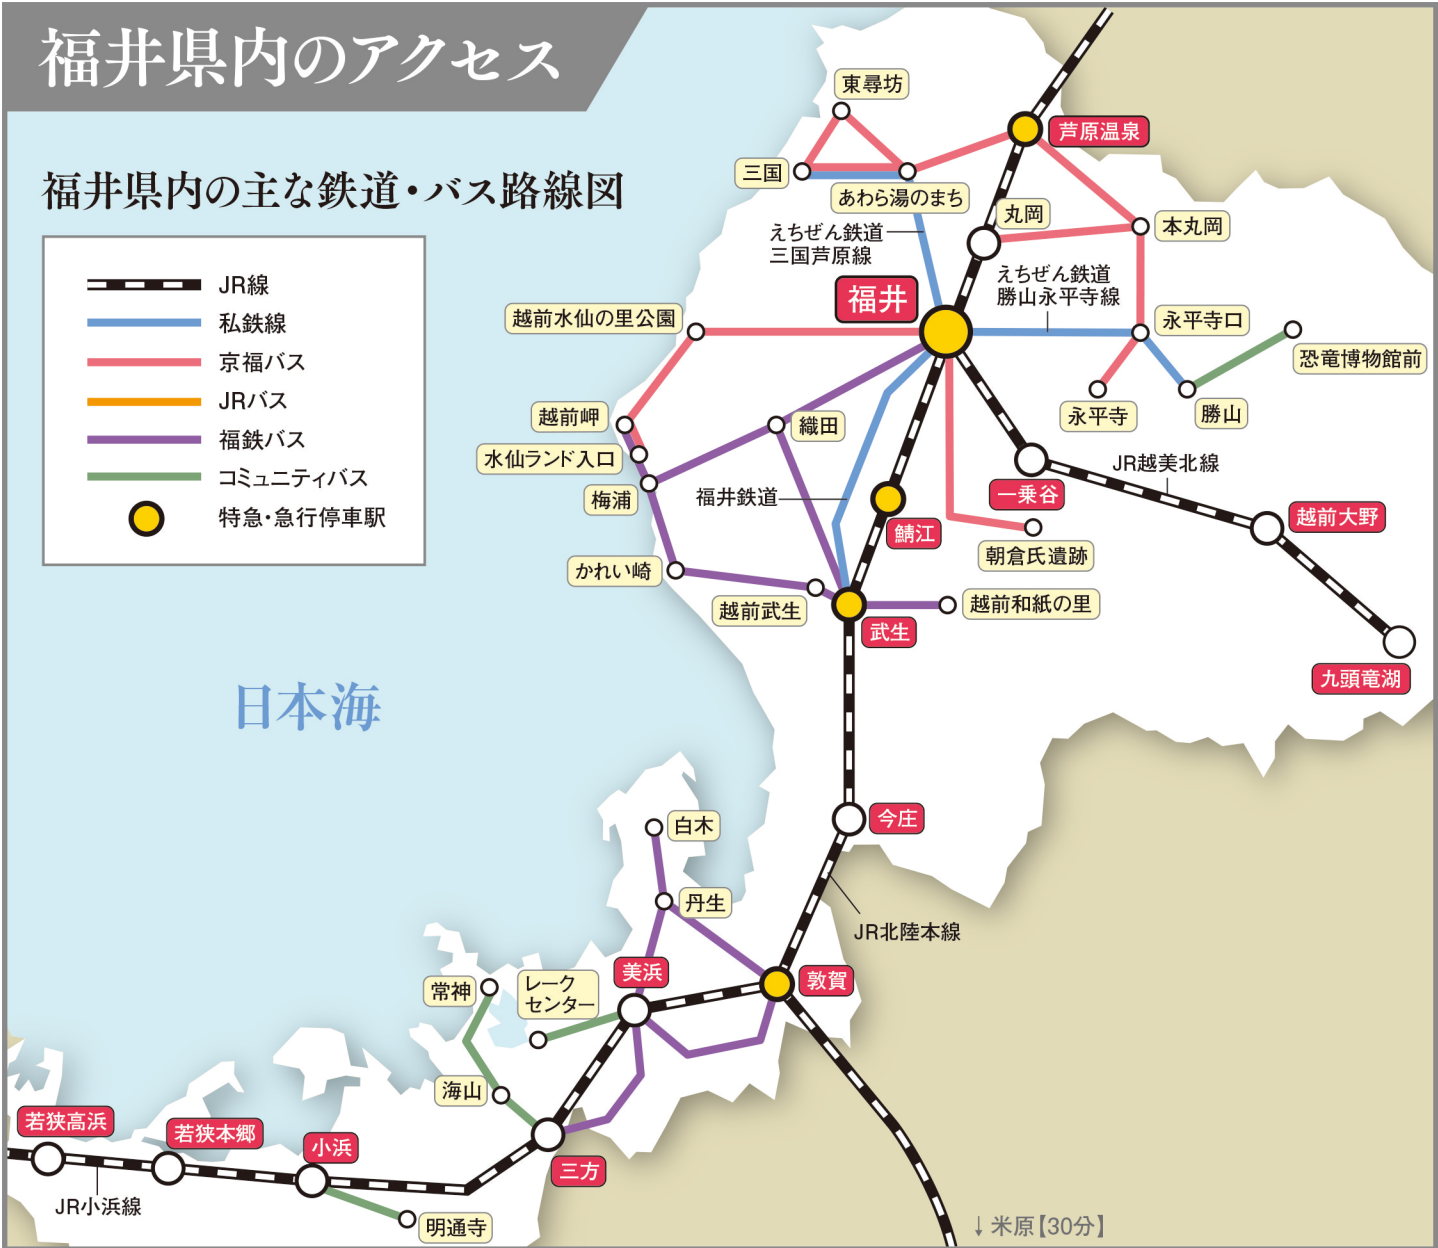 福井県内のアクセス
福井県内の主な鉄道・バス路線図
JR線
私鉄線
京福バス
JRバス
福鉄バス
コミュニティバス
特急・急行停車駅
東尋坊
芦原温泉
三国
あわら湯のまち
丸岡
本丸岡
えちぜん鉄道
三国芦原線
えちぜん鉄道
勝山永平寺線
福井
越前水仙の里公園
永平寺口
恐竜博物館前
越前岬
織田
永平寺
勝山
水仙ランド入口
JR越美北線
梅浦
福井鉄道
一乗谷
越前大野
鯖江
朝倉氏遺跡
かれい崎
越前武生
越前和紙の里
武生
九頭竜湖
日本海
今庄
白木
丹生
JR北陸本線
美浜
敦賀
常神
レーク
センター
海山
若狭高浜
若狭本郷
小浜
三方
JR小浜線
明通寺
↓米原【30分】